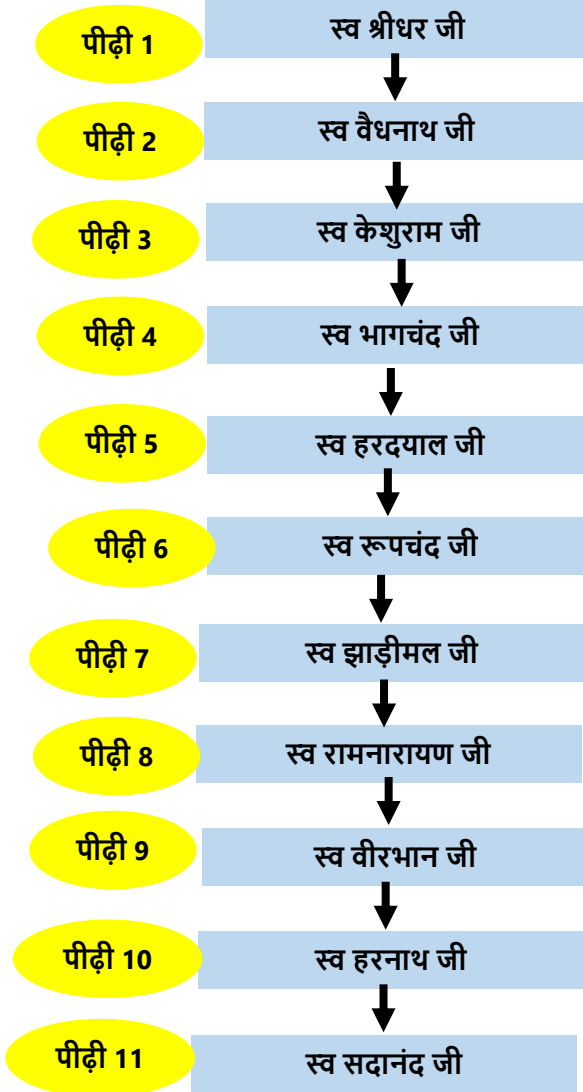 पीढ़ी 1 स्व श्रीधर जी
पीढ़ी 2 स्व वैधनाथ जी
पीढ़ी 3 स्व केशुराम जी
पीढ़ी 4 स्व भागचंद जी
पीढ़ी 5 स्व हरदयाल जी
पीढ़ी 6 स्व रूपचंद जी
पीढ़ी 7 स्व झाड़ीमल जी
पीढ़ी 8 स्व रामनारायण जी
पीढ़ी 9 स्व वीरभान जी
पीढ़ी 10 स्व हरनाथ जी
पीढ़ी 11 स्व सदानंद जी